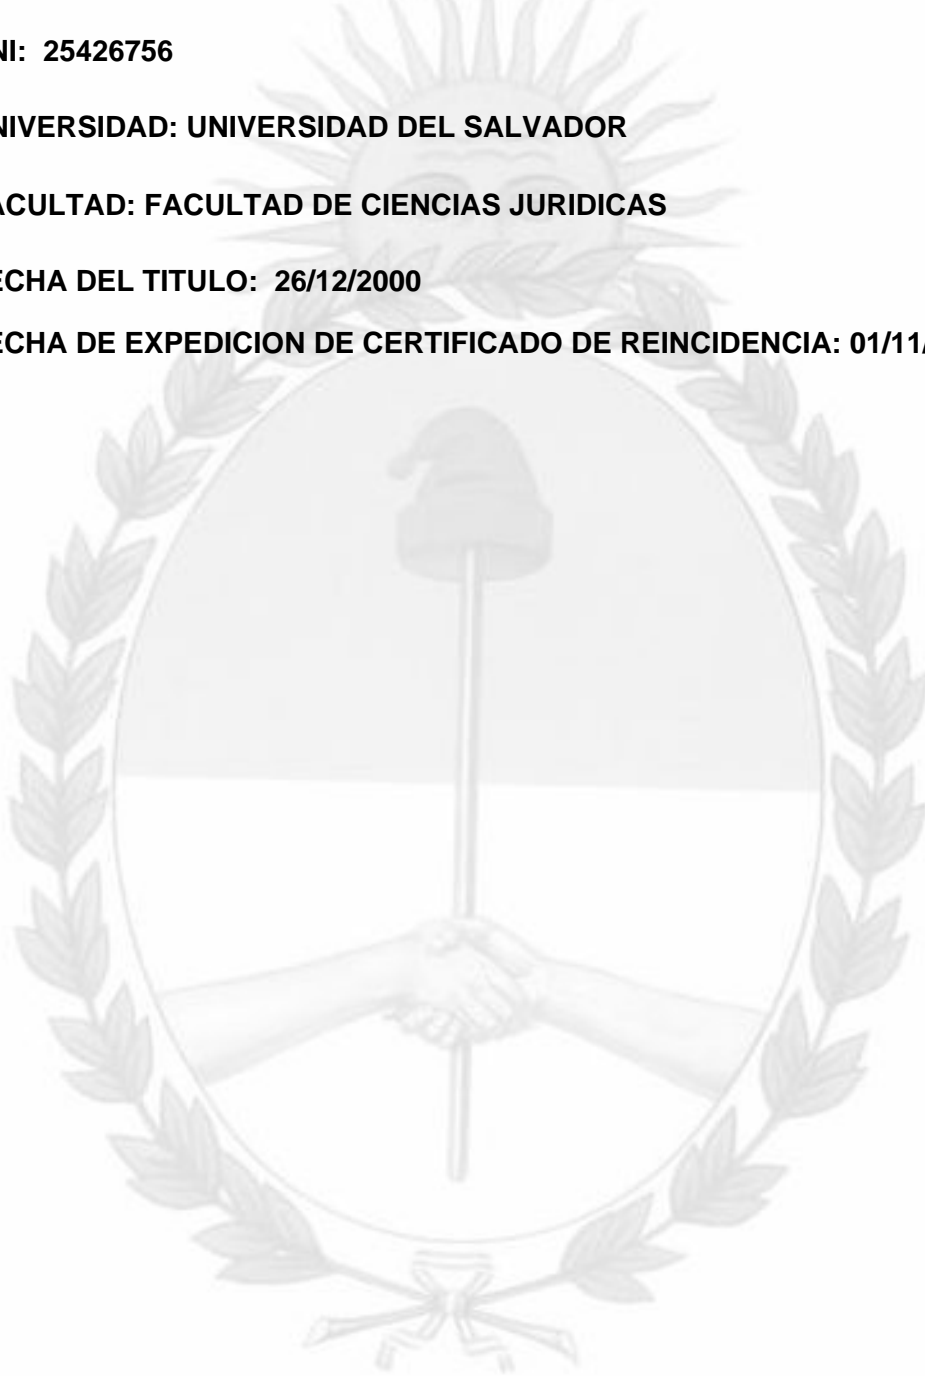 NI: 25426756
NIVERSIDAD: UNIVERSIDAD DEL SALVADOR
ACULTAD: FACULTAD DE CIENCIAS JURIDICAS
ECHA DEL TITULO: 26/12/2000
ECHA DE EXPEDICION DE CERTIFICADO DE REINCIDENCIA: 01/11/